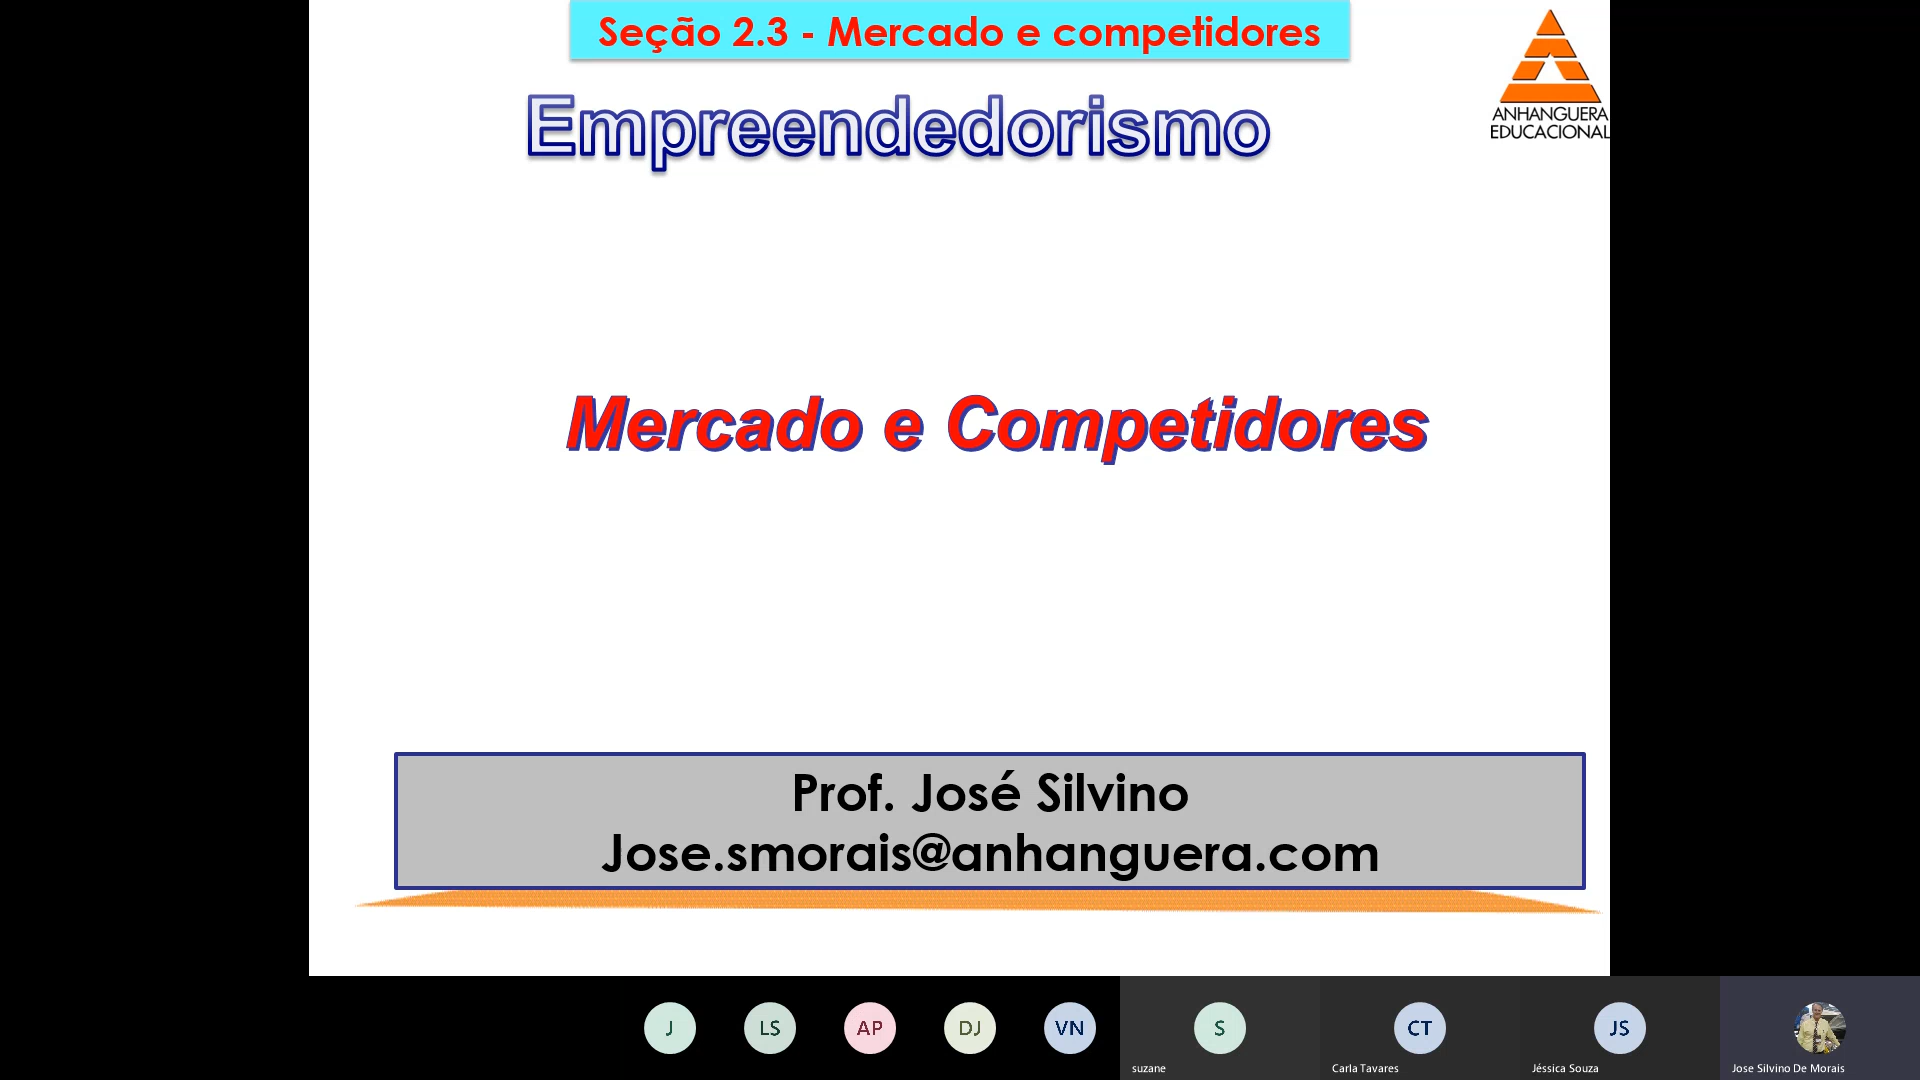 Seção 2.3 - Mercado e competidores
Empreendedorismo
ANHANGUERA
EDUCACIONAL
Mercado e Competidores
Prof. José Silvino
Jose.smorais@anhanguera.com
J
LS
AP
DJ
VN
S
CT
JS
suzane
Carla Tavares
Jéssica Souza
Jose Silvino De Morais